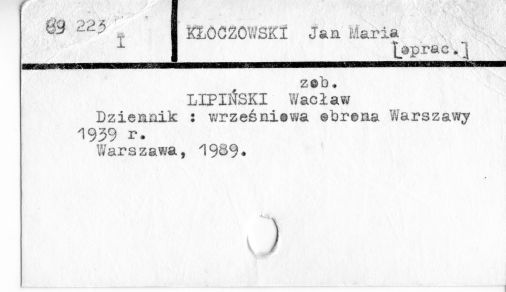 89 223
I
KŁOCZOWSKI Jan Maria
[oprac.]
zob.
LIPIŃSKI Wacław
Dziennik : wrześniowa obrona Warszawy
1939 r.
Warszawa, 1989.